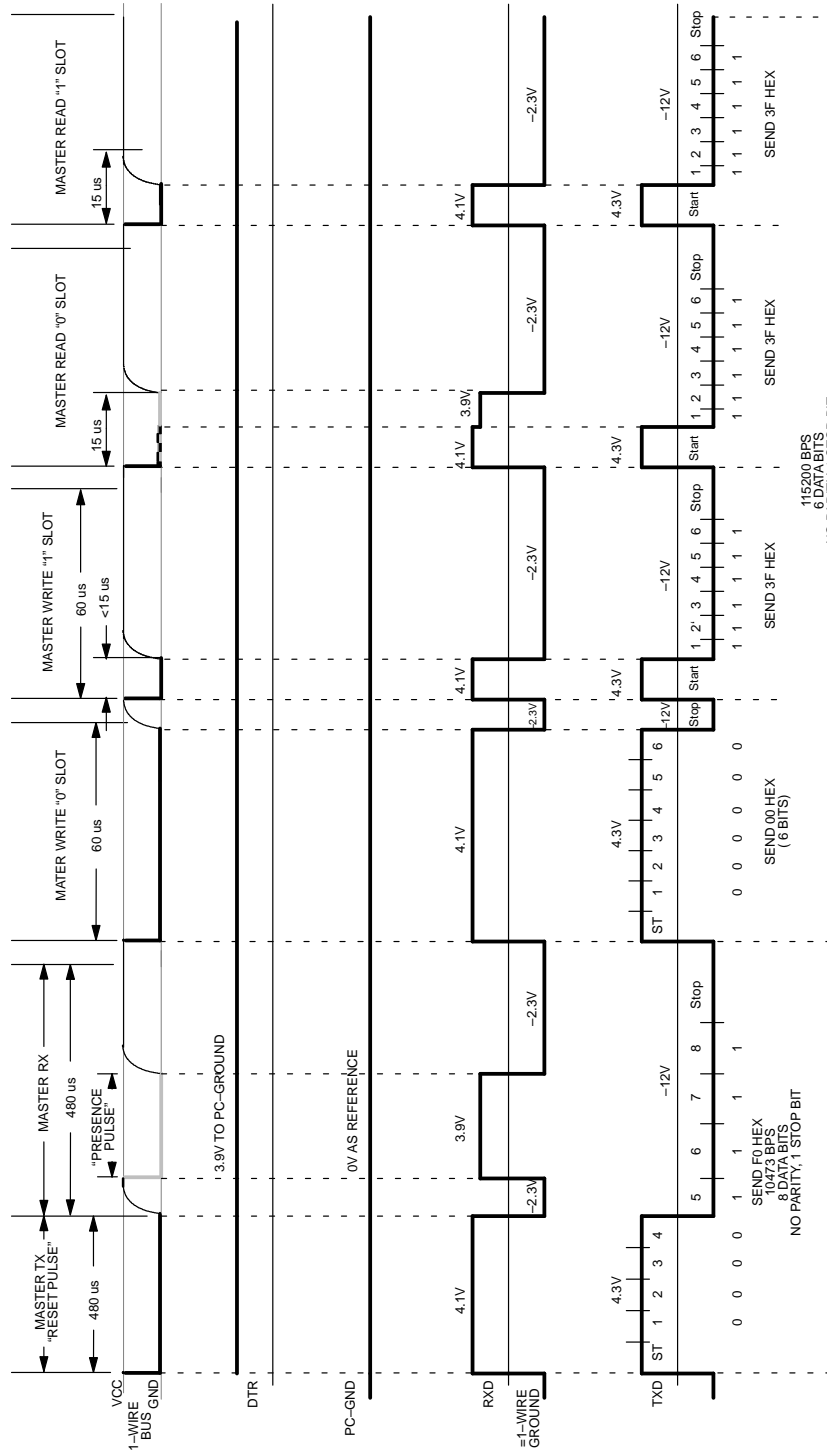 MASTER TX
"RESET PULSE"
480 us
MASTER RX
480 us
"PRESENCE
PULSE"
MATER WRITE "0" SLOT
60 us
MASTER WRITE "1" SLOT
60 us
<15 us
MASTER READ "0" SLOT
15 us
MASTER READ "1" SLOT
15 us
VCC
1–WIRE
BUS GND
DTR
3.9V TO PC–GROUND
PC–GND
0V AS REFERENCE
RXD
=1–WIRE
GROUND
4.1V
–2.3V
3.9V
–2.3V
4.1V
–2.3V
4.1V
–2.3V
4.1V
3.9V
–2.3V
4.1V
–2.3V
TXD
4.3V
–12V
4.3V
–12V
4.3V
–12V
4.3V
–12V
4.3V
–12V
ST 1 2 3 4 5 6 7 8 Stop
0 0 0 0 1 1 1 1
SEND F0 HEX
10473 BPS
8 DATA BITS
NO PARITY, 1 STOP BIT
ST 1 2 3 4 5 6 Stop
0 0 0 0 0 0
SEND 00 HEX
( 6 BITS)
Start 1 2' 3 4 5 6 Stop
1 1 1 1 1 1
SEND 3F HEX
Start 1 2 3 4 5 6 Stop
1 1 1 1 1 1
SEND 3F HEX
Start 1 2 3 4 5 6 Stop
1 1 1 1 1 1
SEND 3F HEX
115200 BPS
6 DATA BITS